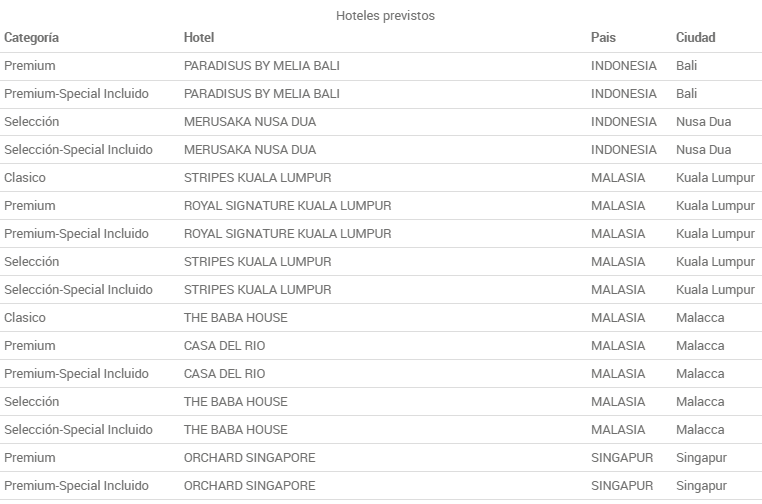 Hoteles previstos
Categoría Hotel Pais Ciudad
Premium PARADISUS BY MELIA BALI INDONESIA Bali
Premium-Special Incluido PARADISUS BY MELIA BALI INDONESIA Bali
Selección MERUSAKA NUSA DUA INDONESIA Nusa Dua
Selección-Special Incluido MERUSAKA NUSA DUA INDONESIA Nusa Dua
Clasico STRIPES KUALA LUMPUR MALASIA Kuala Lumpur
Premium ROYAL SIGNATURE KUALA LUMPUR MALASIA Kuala Lumpur
Premium-Special Incluido ROYAL SIGNATURE KUALA LUMPUR MALASIA Kuala Lumpur
Selección STRIPES KUALA LUMPUR MALASIA Kuala Lumpur
Selección-Special Incluido STRIPES KUALA LUMPUR MALASIA Kuala Lumpur
Clasico THE BABA HOUSE MALASIA Malacca
Premium CASA DEL RIO MALASIA Malacca
Premium-Special Incluido CASA DEL RIO MALASIA Malacca
Selección THE BABA HOUSE MALASIA Malacca
Selección-Special Incluido THE BABA HOUSE MALASIA Malacca
Premium ORCHARD SINGAPORE SINGAPUR Singapur
Premium-Special Incluido ORCHARD SINGAPORE SINGAPUR Singapur